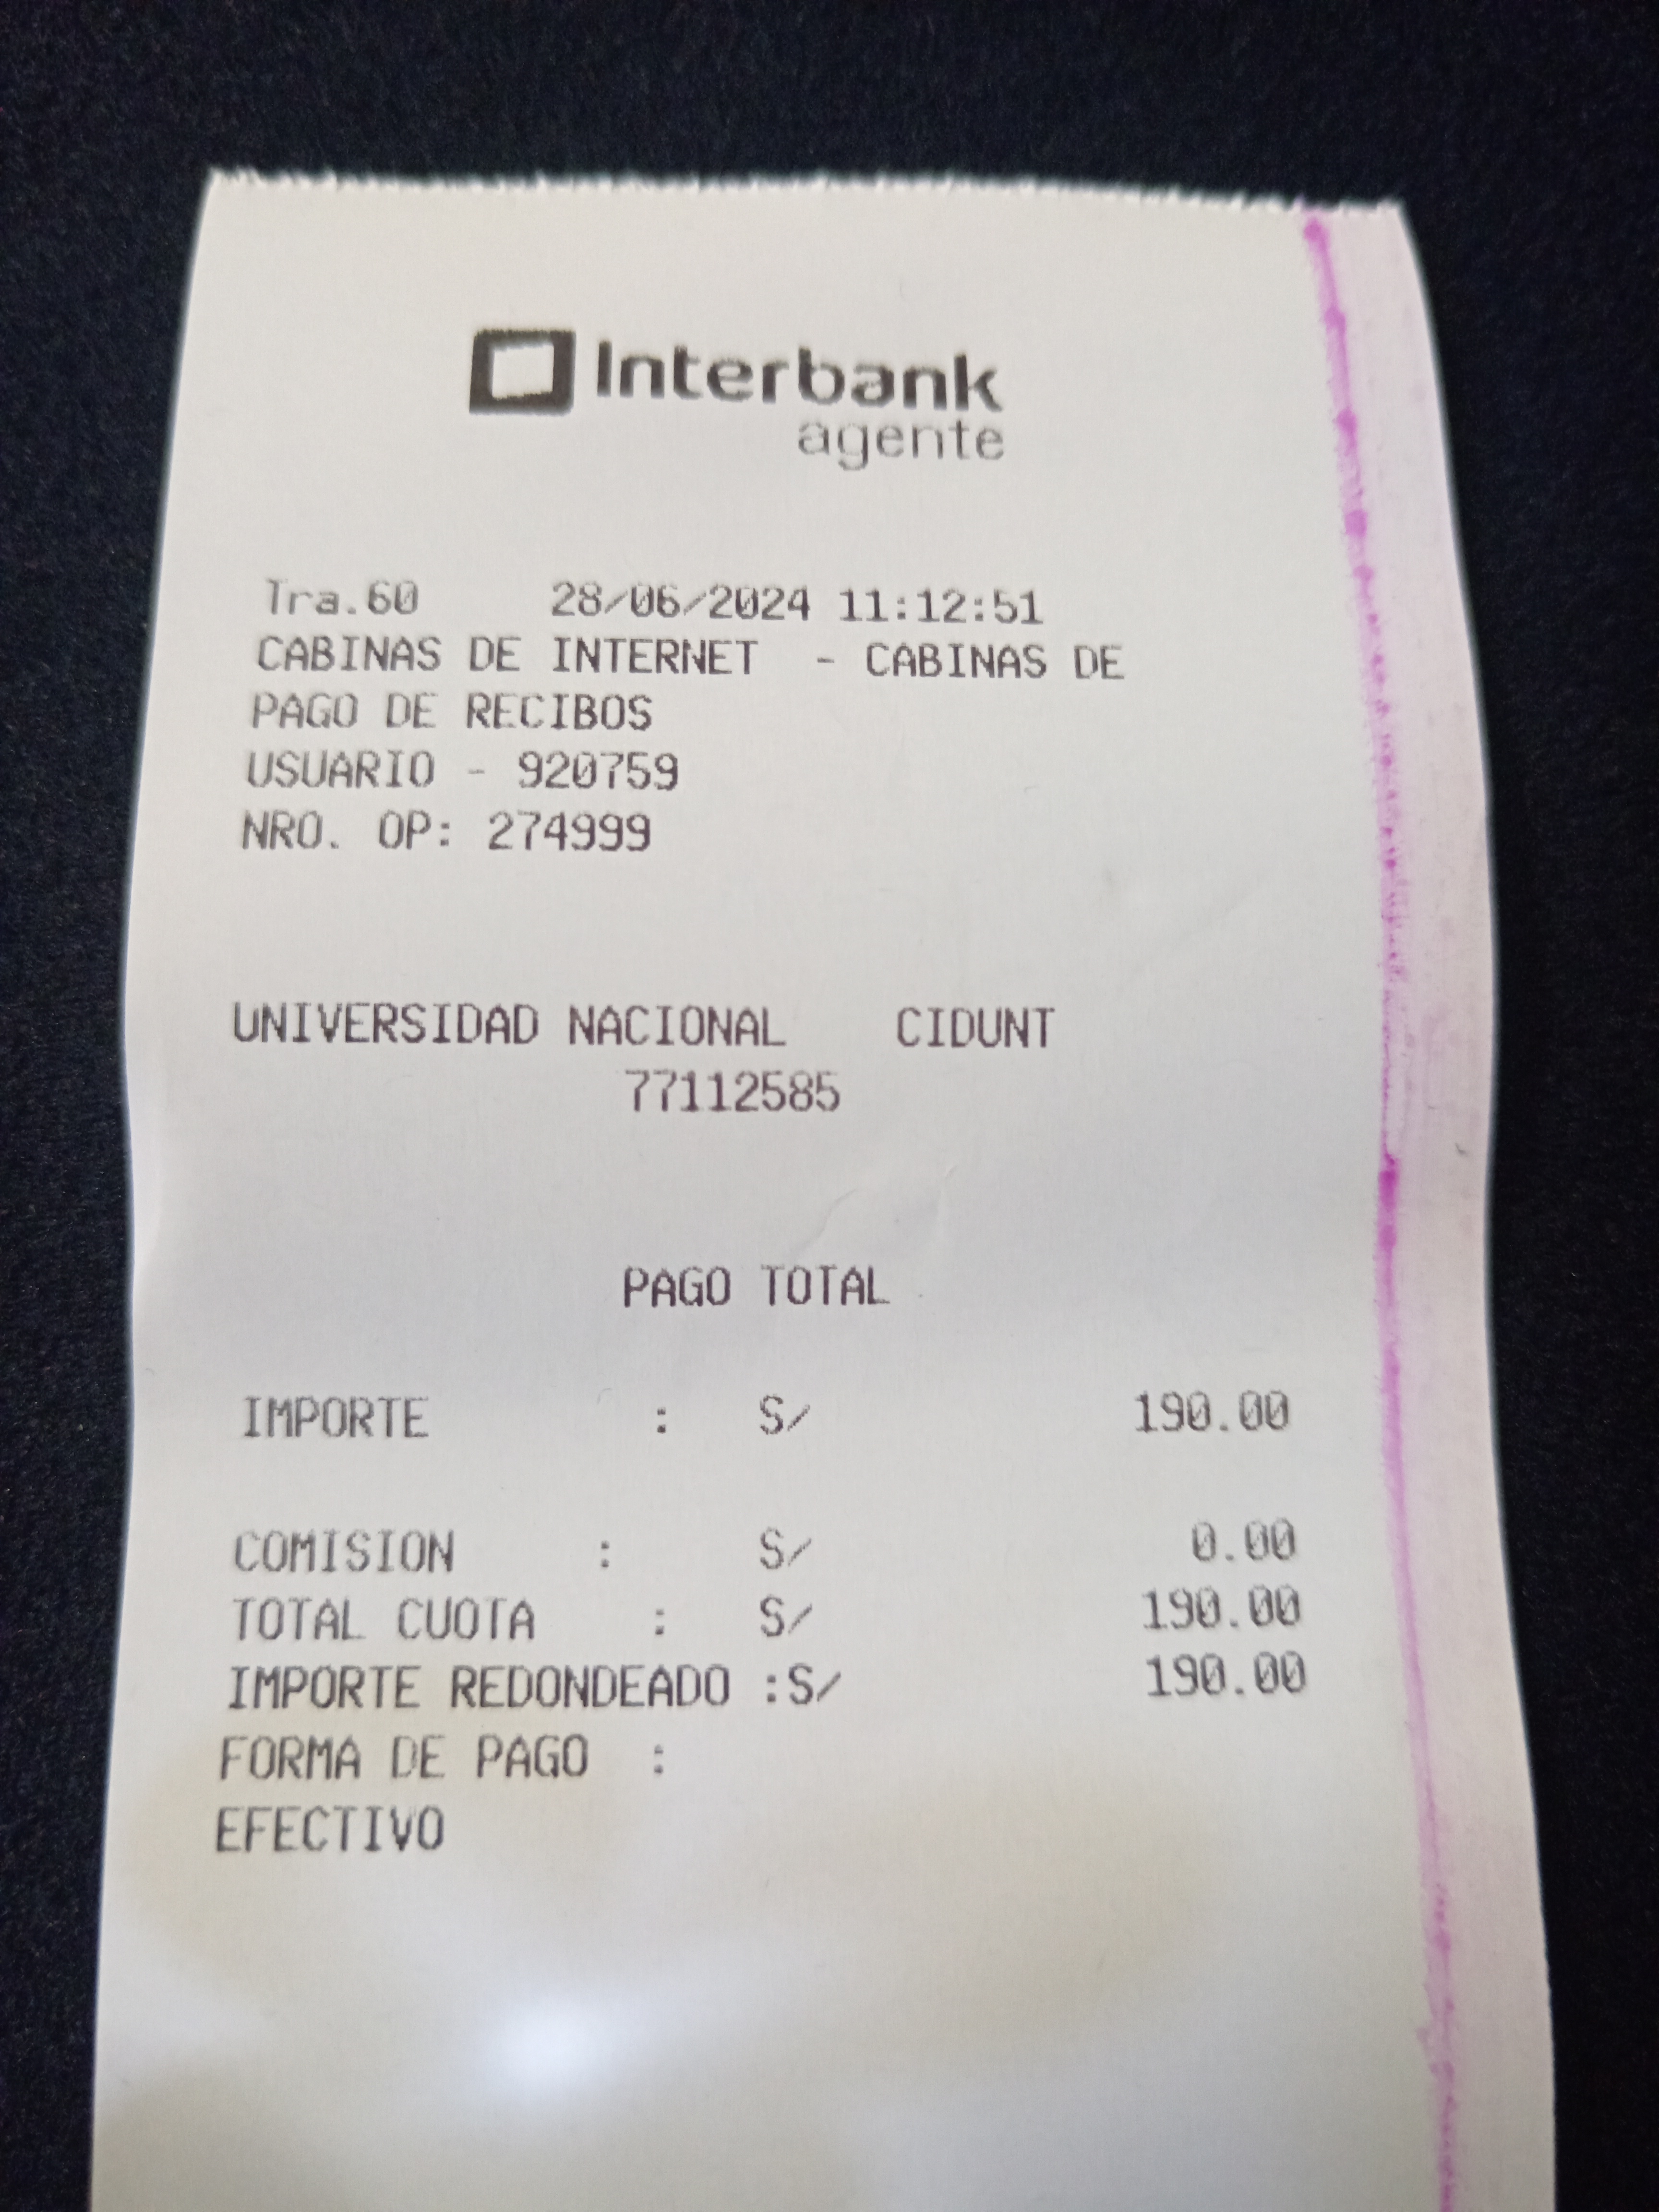 Interbank
agente
Tra.60 28/06/2024 11:12:51
CABINAS DE INTERNET - CABINAS DE
PAGO DE RECIBOS
USUARIO - 920759
NRO. OP: 274999
UNIVERSIDAD NACIONAL CIDUNT
77112585
PAGO TOTAL
IMPORTE : S/ 190.00
COMISION : S/ 0.00
TOTAL CUOTA : S/ 190.00
IMPORTE REDONDEADO :S/ 190.00
FORMA DE PAGO :
EFECTIVO